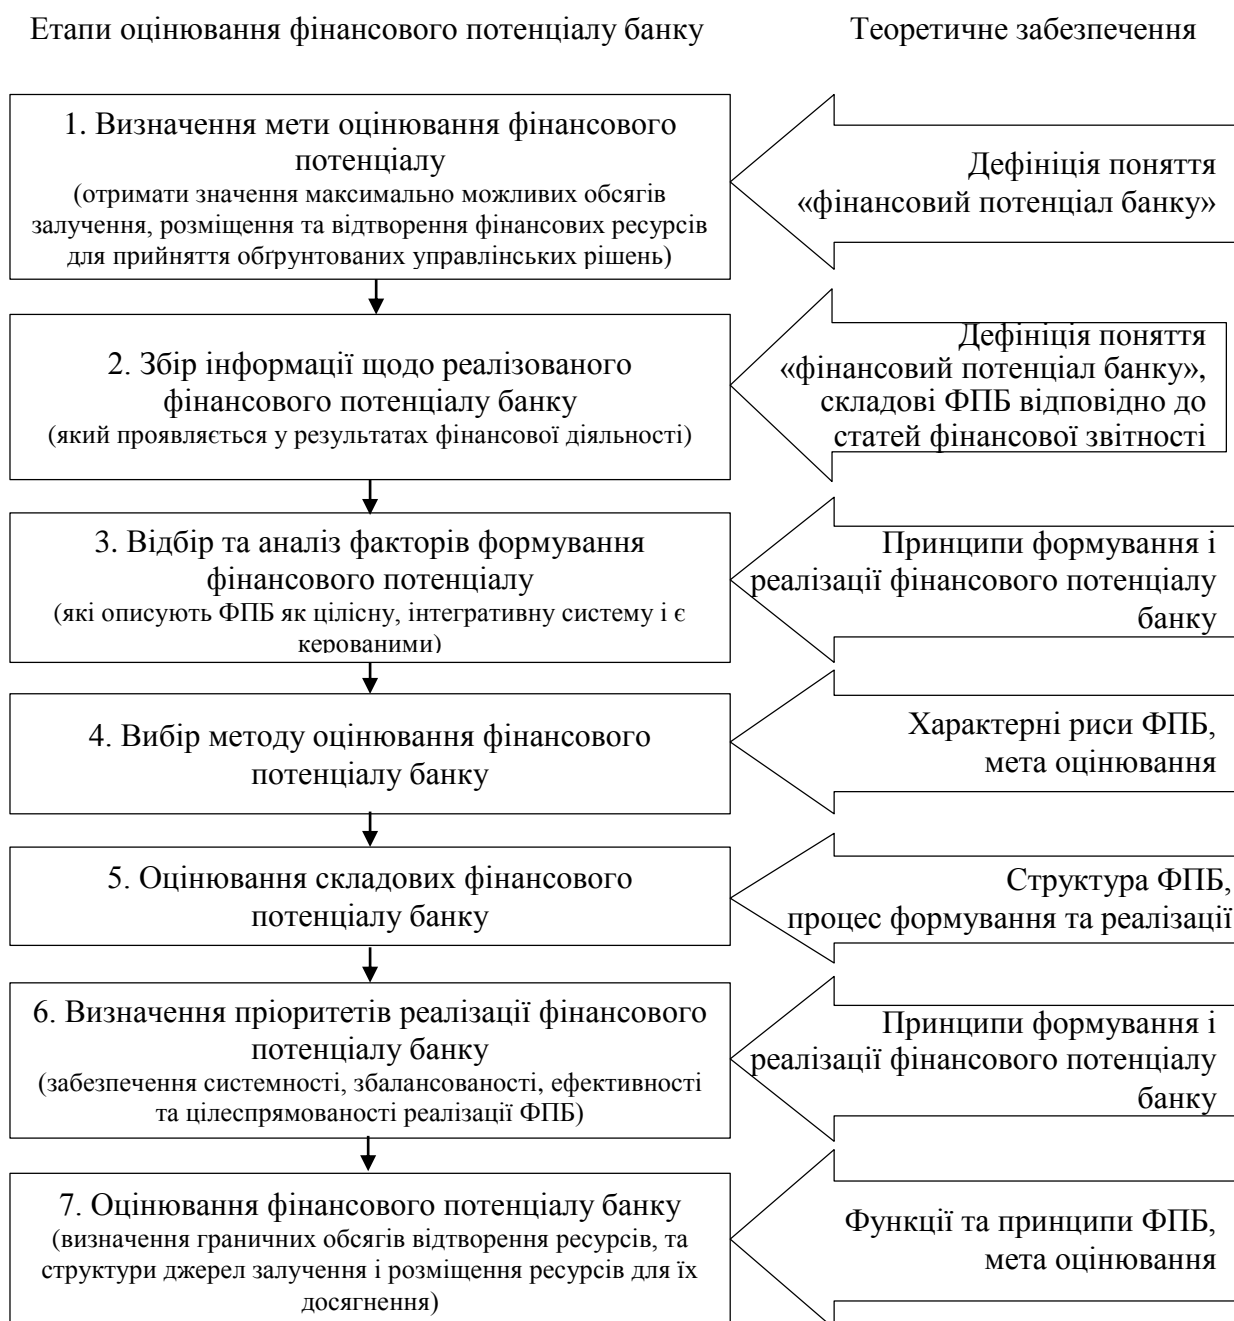 Етапи оцінювання фінансового потенціалу банку
Теоретичне забезпечення
1. Визначення мети оцінювання фінансового
потенціалу
(отримати значення максимально можливих обсягів
залучення, розміщення та відтворення фінансових ресурсів
для прийняття обґрунтованих управлінських рішень)
Дефініція поняття
«фінансовий потенціал банку»
2. Збір інформації щодо реалізованого
фінансового потенціалу банку
(який проявляється у результатах фінансової діяльності)
Дефініція поняття
«фінансовий потенціал банку»,
складові ФПБ відповідно до
статей фінансової звітності
3. Відбір та аналіз факторів формування
фінансового потенціалу
(які описують ФПБ як цілісну, інтегративну систему і є
керованими)
Принципи формування і
реалізації фінансового потенціалу
банку
4. Вибір методу оцінювання фінансового
потенціалу банку
Характерні риси ФПБ,
мета оцінювання
5. Оцінювання складових фінансового
потенціалу банку
Структура ФПБ,
процес формування та реалізації
6. Визначення пріоритетів реалізації фінансового
потенціалу банку
(забезпечення системності, збалансованості, ефективності
та цілеспрямованості реалізації ФПБ)
Принципи формування і
реалізації фінансового потенціалу
банку
7. Оцінювання фінансового потенціалу банку
(визначення граничних обсягів відтворення ресурсів, та
структури джерел залучення і розміщення ресурсів для їх
досягнення)
Функції та принципи ФПБ,
мета оцінювання